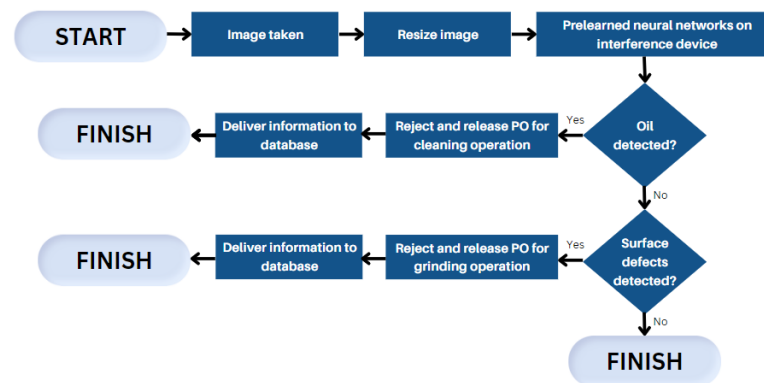 START
Image taken
Resize image
Prelearned neural networks on
interference device
FINISH
Deliver information to
database
Reject and release PO for
cleaning operation
Yes
Oil
detected?
No
FINISH
Deliver information to
database
Reject and release PO for
grinding operation
Yes
Surface
defects
detected?
No
FINISH